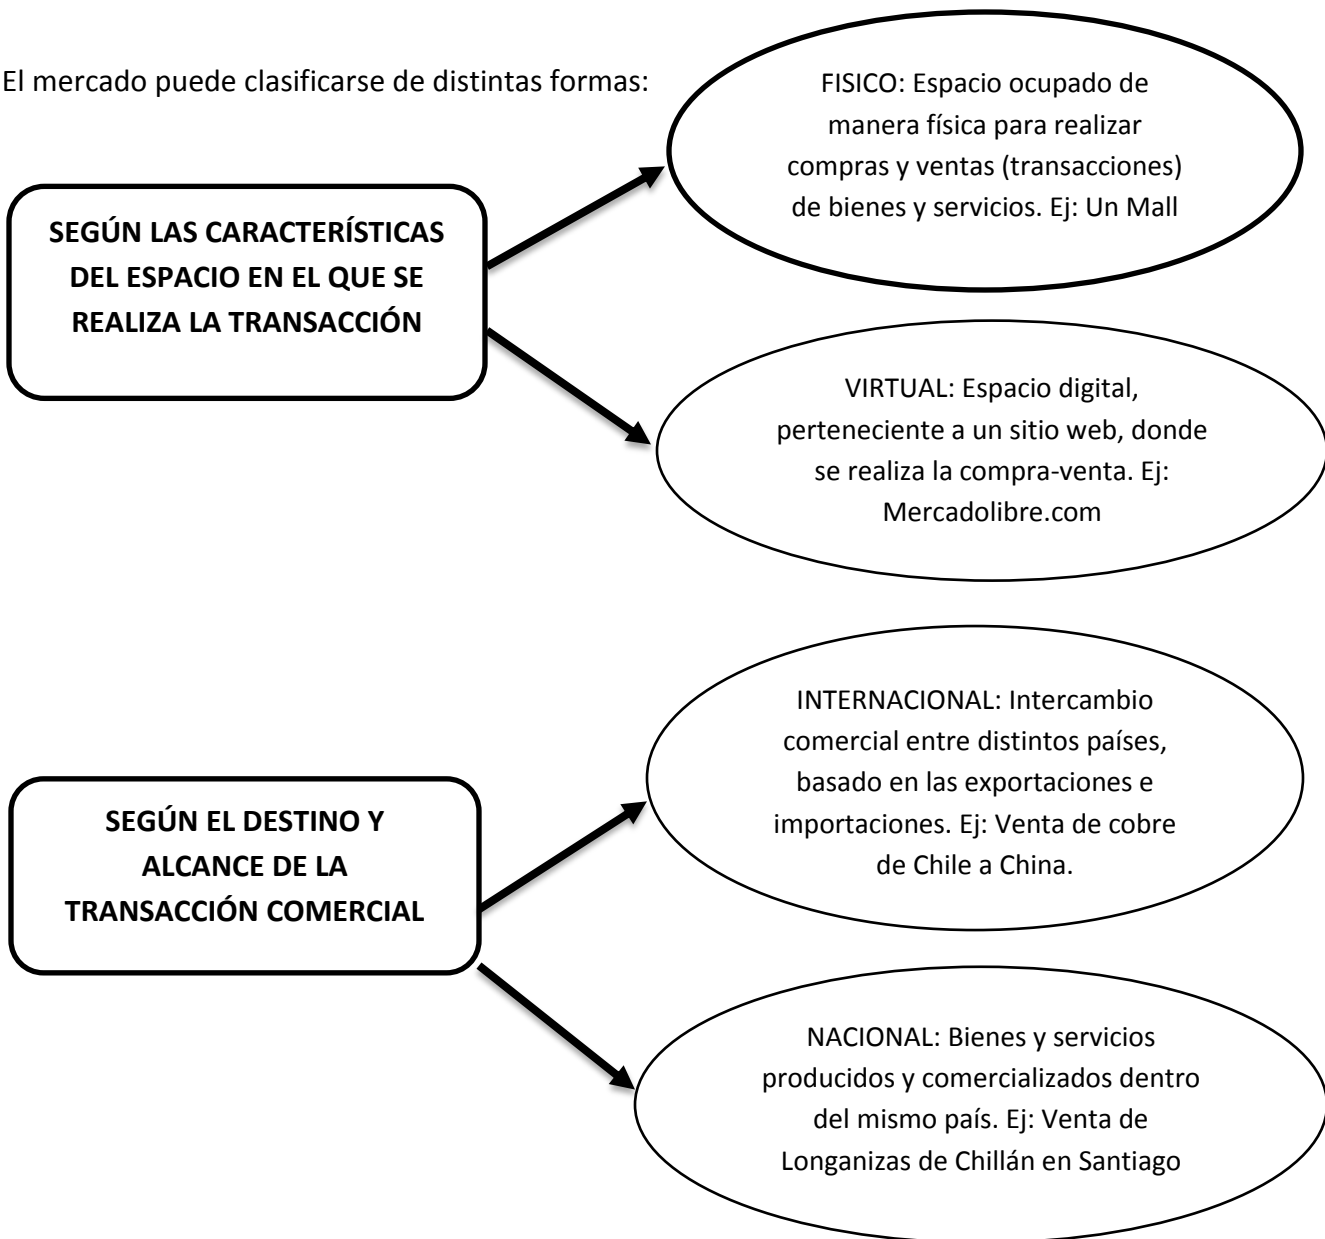 El mercado puede clasificarse de distintas formas:
SEGÚN LAS CARACTERÍSTICAS
DEL ESPACIO EN EL QUE SE
REALIZA LA TRANSACCIÓN
FISICO: Espacio ocupado de
manera física para realizar
compras y ventas (transacciones)
de bienes y servicios. Ej: Un Mall
VIRTUAL: Espacio digital,
perteneciente a un sitio web, donde
se realiza la compra-venta. Ej:
Mercadolibre.com
SEGÚN EL DESTINO Y
ALCANCE DE LA
TRANSACCIÓN COMERCIAL
INTERNACIONAL: Intercambio
comercial entre distintos países,
basado en las exportaciones e
importaciones. Ej: Venta de cobre
de Chile a China.
NACIONAL: Bienes y servicios
producidos y comercializados dentro
del mismo país. Ej: Venta de
Longanizas de Chillán en Santiago